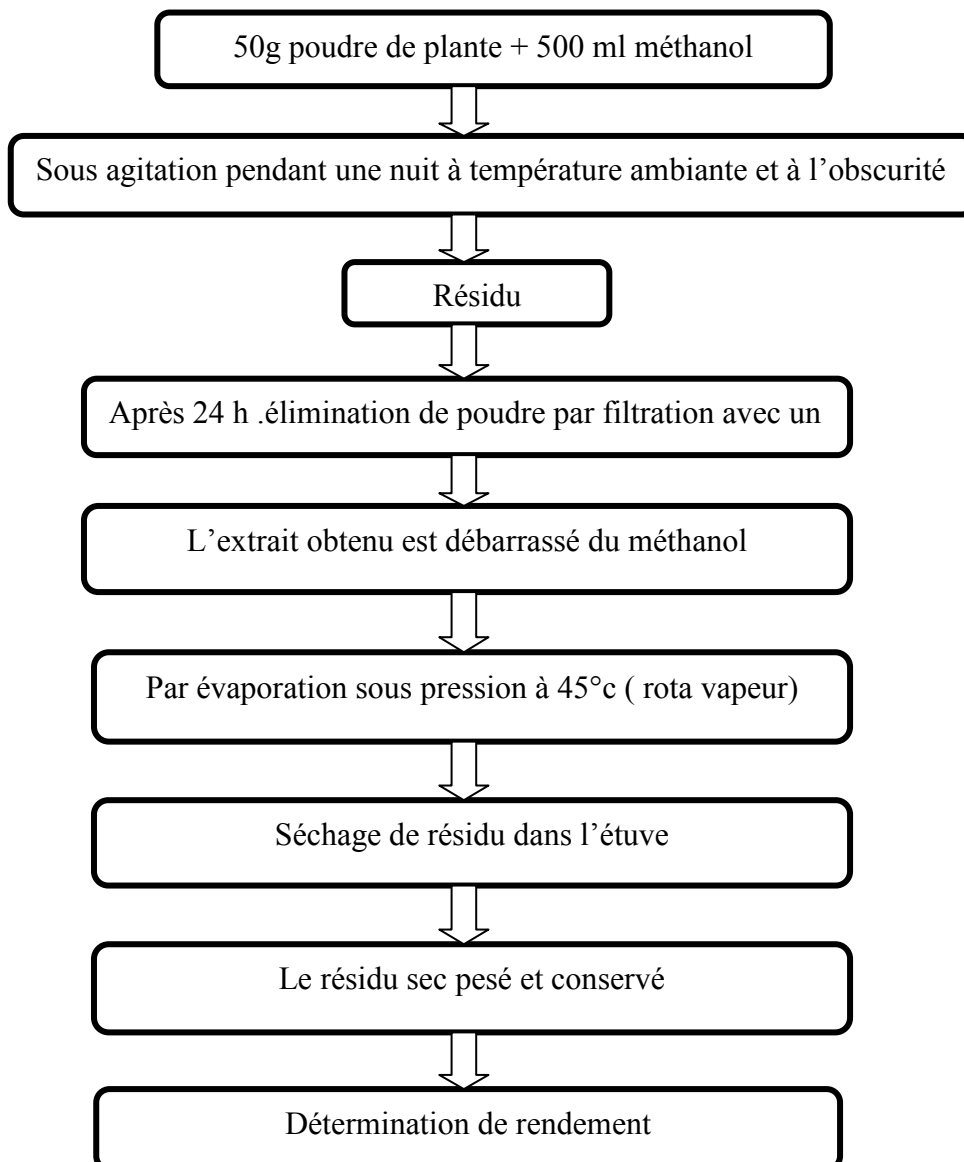 50g poudre de plante + 500 ml méthanol
Sous agitation pendant une nuit à température ambiante et à l’obscurité
Résidu
Après 24 h .élimination de poudre par filtration avec un
L’extrait obtenu est débarrassé du méthanol
Par évaporation sous pression à 45°c ( rota vapeur)
Séchage de résidu dans l’étuve
Le résidu sec pesé et conservé
Détermination de rendement